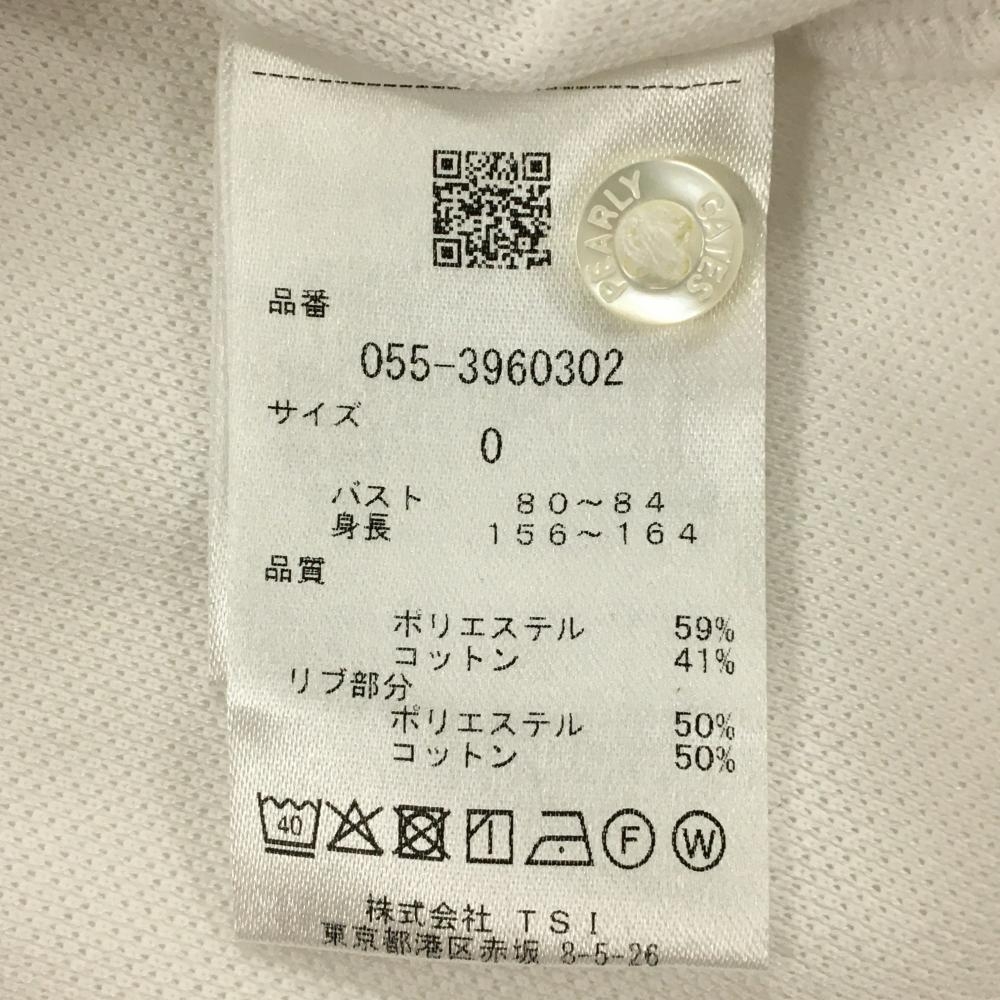 PEARLY CAVES
品番
055-3960302
サイズ
0
バスト 80～84
身長 156～164
品質
ポリエステル 59%
コットン 41%
リブ部分
ポリエステル 50%
コットン 50%
40 F W
株式会社 TSI
東京都港区赤坂 8-5-26